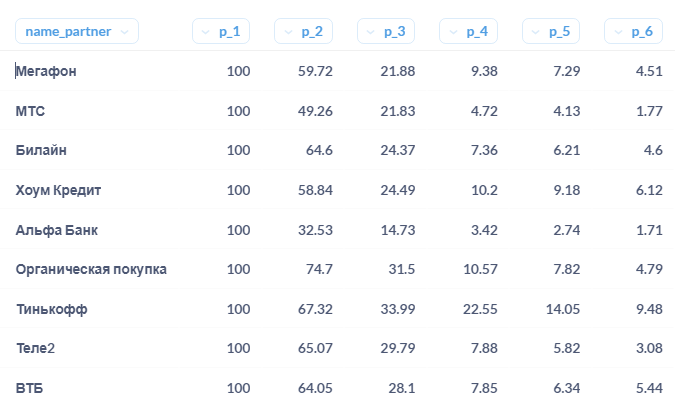 name_partner p_1 p_2 p_3 p_4 p_5 p_6
Мегафон 100 59.72 21.88 9.38 7.29 4.51
МТС 100 49.26 21.83 4.72 4.13 1.77
Билайн 100 64.6 24.37 7.36 6.21 4.6
Хоум Кредит 100 58.84 24.49 10.2 9.18 6.12
Альфа Банк 100 32.53 14.73 3.42 2.74 1.71
Органическая покупка 100 74.7 31.5 10.57 7.82 4.79
Тинькофф 100 67.32 33.99 22.55 14.05 9.48
Теле2 100 65.07 29.79 7.88 5.82 3.08
ВТБ 100 64.05 28.1 7.85 6.34 5.44